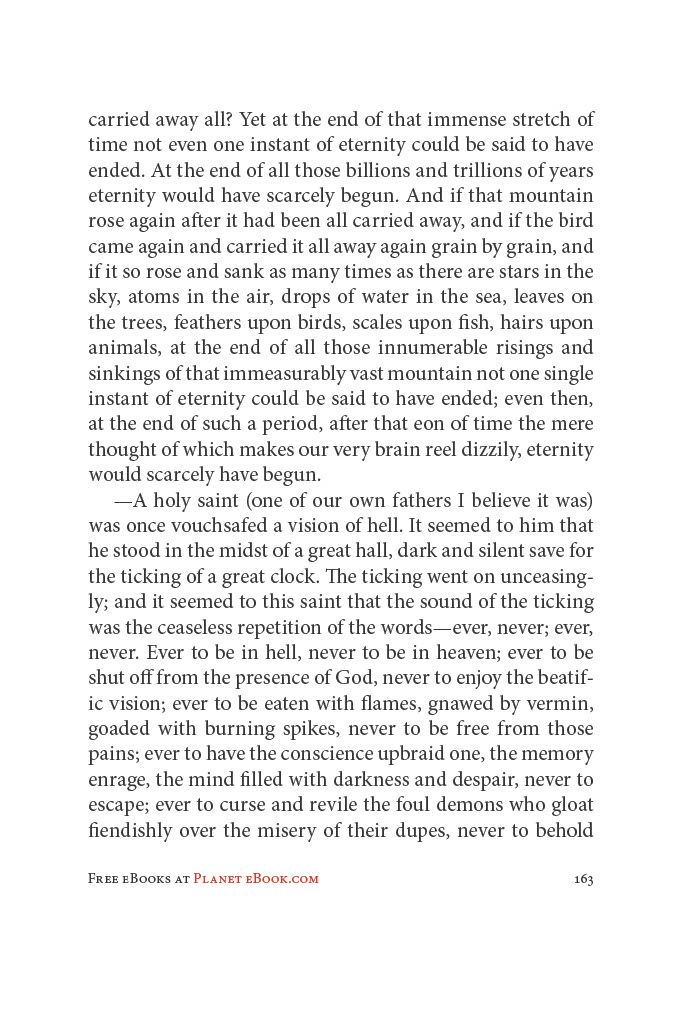 carried away all? Yet at the end of that immense stretch of
time not even one instant of eternity could be said to have
ended. At the end of all those billions and trillions of years
eternity would have scarcely begun. And if that mountain
rose again after it had been all carried away, and if the bird
came again and carried it all away again grain by grain, and
if it so rose and sank as many times as there are stars in the
sky, atoms in the air, drops of water in the sea, leaves on
the trees, feathers upon birds, scales upon fish, hairs upon
animals, at the end of all those innumerable risings and
sinkings of that immeasurably vast mountain not one single
instant of eternity could be said to have ended; even then,
at the end of such a period, after that eon of time the mere
thought of which makes our very brain reel dizzily, eternity
would scarcely have begun.
—A holy saint (one of our own fathers I believe it was)
was once vouchsafed a vision of hell. It seemed to him that
he stood in the midst of a great hall, dark and silent save for
the ticking of a great clock. The ticking went on unceasing-
ly; and it seemed to this saint that the sound of the ticking
was the ceaseless repetition of the words—ever, never; ever,
never. Ever to be in hell, never to be in heaven; ever to be
shut off from the presence of God, never to enjoy the beatif-
ic vision; ever to be eaten with flames, gnawed by vermin,
goaded with burning spikes, never to be free from those
pains; ever to have the conscience upbraid one, the memory
enrage, the mind filled with darkness and despair, never to
escape; ever to curse and revile the foul demons who gloat
fiendishly over the misery of their dupes, never to behold
Free eBooks at Planet eBook.com 163